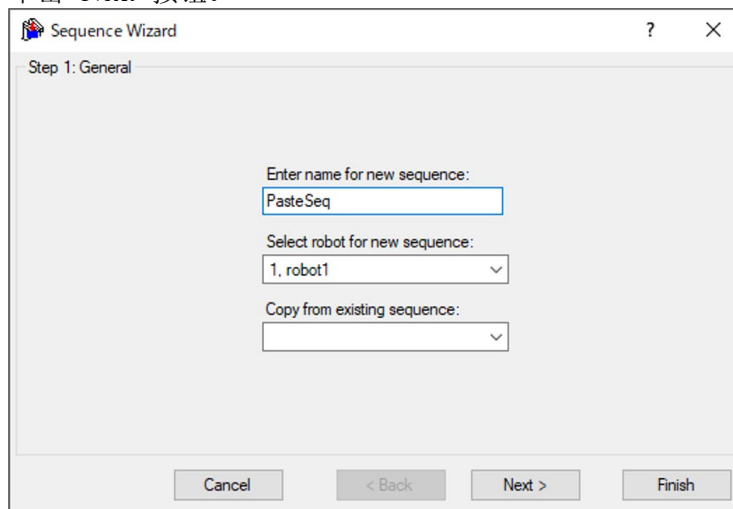 Sequence Wizard
?
Step 1: General
Enter name for new sequence:
PasteSeq
Select robot for new sequence:
1, robot1
Copy from existing sequence:
Cancel
< Back
Next >
Finish